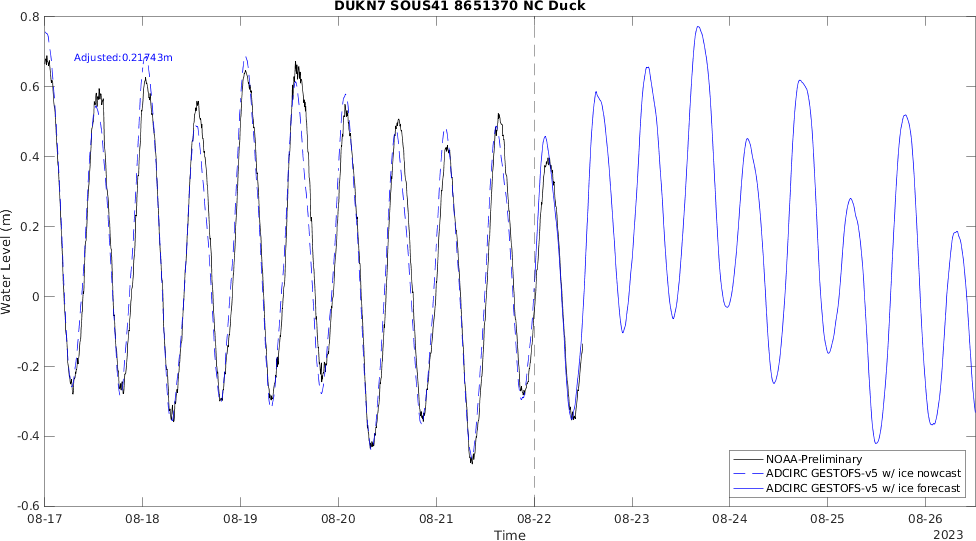 DUKN7 SOUS41 8651370 NC Duck
Adjusted:0.21743m
0.8
0.6
0.4
0.2
0
-0.2
-0.4
-0.6
Water Level (m)
NOAA-Preliminary
ADCIRC GESTOFS-v5 w/ ice nowcast
ADCIRC GESTOFS-v5 w/ ice forecast
08-17 08-18 08-19 08-20 08-21 08-22 08-23 08-24 08-25 08-26
Time
2023